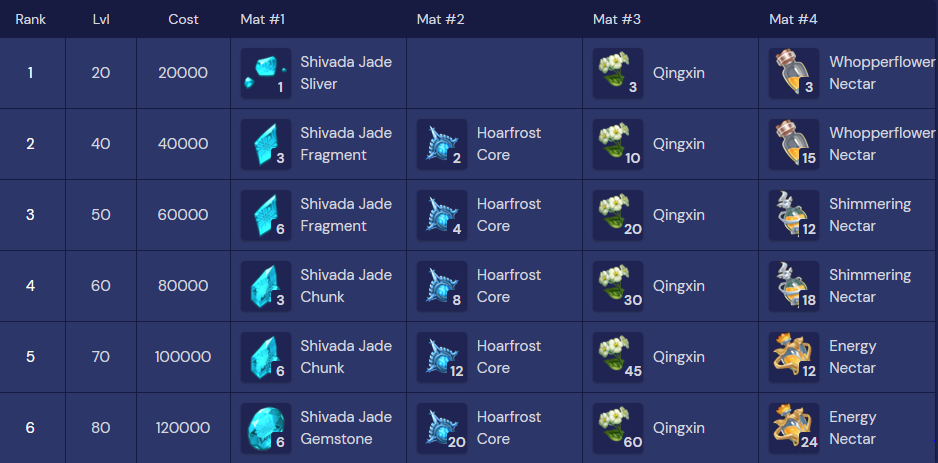 Rank Lvl Cost Mat #1 Mat #2 Mat #3 Mat #4
1 20 20000 1 Shivada Jade Sliver 3 Qingxin 3 Whopperflower Nectar
2 40 40000 3 Shivada Jade Fragment 2 Hoarfrost Core 10 Qingxin 15 Whopperflower Nectar
3 50 60000 6 Shivada Jade Fragment 4 Hoarfrost Core 20 Qingxin 12 Shimmering Nectar
4 60 80000 3 Shivada Jade Chunk 8 Hoarfrost Core 30 Qingxin 18 Shimmering Nectar
5 70 100000 6 Shivada Jade Chunk 12 Hoarfrost Core 45 Qingxin 12 Energy Nectar
6 80 120000 6 Shivada Jade Gemstone 20 Hoarfrost Core 60 Qingxin 24 Energy Nectar